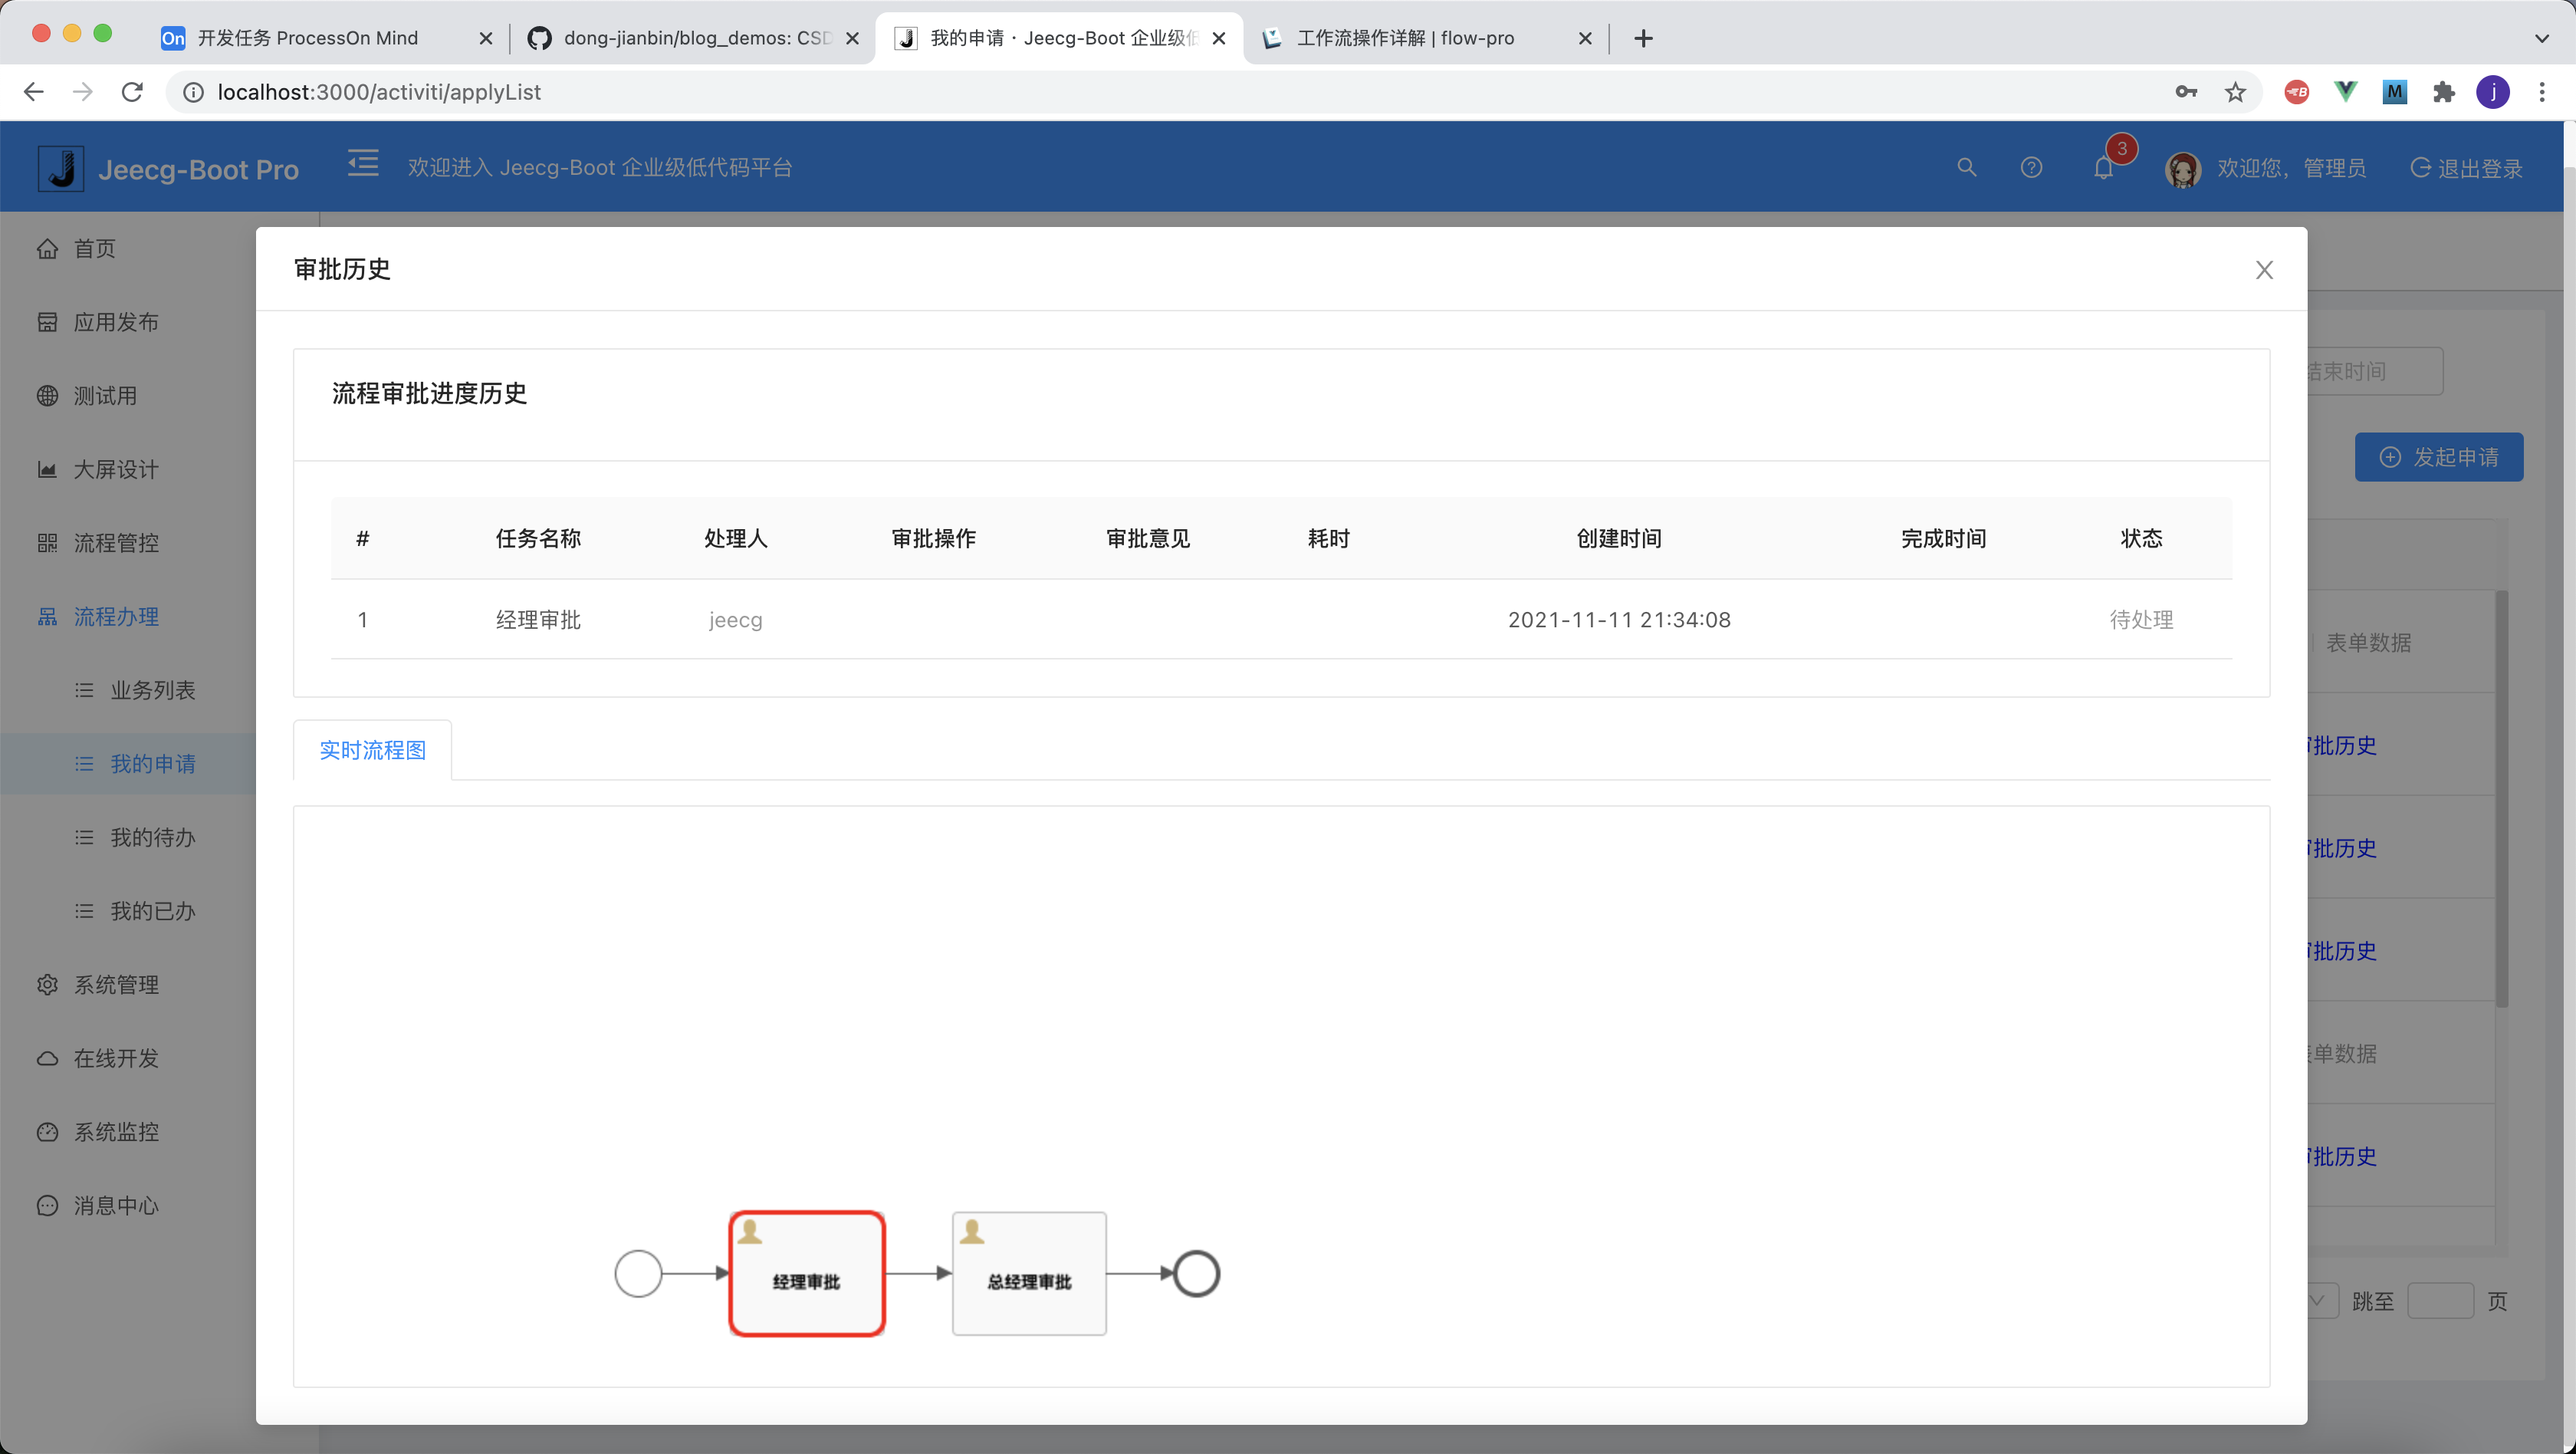 开发任务 ProcessOn Mind
dong-jianbin/blog_demos: CSD
我的申请 · Jeecg-Boot 企业级低
工作流操作详解 | flow-pro
localhost:3000/activiti/applyList
Jeecg-Boot Pro
欢迎进入 Jeecg-Boot 企业级低代码平台
3
欢迎您，管理员
退出登录
首页
应用发布
测试用
大屏设计
流程管控
流程办理
业务列表
我的申请
我的待办
我的已办
系统管理
在线开发
系统监控
消息中心
审批历史
流程审批进度历史
# 任务名称 处理人 审批操作 审批意见 耗时 创建时间 完成时间 状态
1 经理审批 jeecg 2021-11-11 21:34:08 待处理
实时流程图
经理审批
总经理审批
结束时间
发起申请
表单数据
审批历史
审批历史
审批历史
表单数据
审批历史
跳至 页